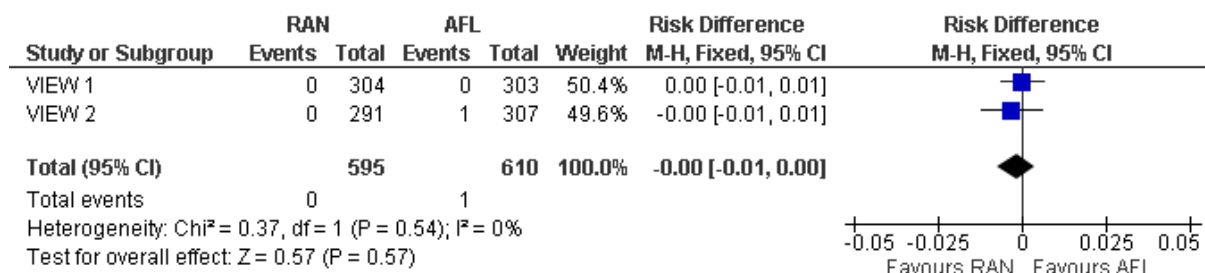 RAN AFL Risk Difference Risk Difference
Study or Subgroup Events Total Events Total Weight M-H, Fixed, 95% CI M-H, Fixed, 95% CI
VIEW 1 0 304 0 303 50.4% 0.00 [-0.01, 0.01]
VIEW 2 0 291 1 307 49.6% -0.00 [-0.01, 0.01]
Total (95% CI) 595 610 100.0% -0.00 [-0.01, 0.00]
Total events 0 1
Heterogeneity: Chi² = 0.37, df = 1 (P = 0.54); I² = 0%
Test for overall effect: Z = 0.57 (P = 0.57)
-0.05 -0.025 0 0.025 0.05
Favours RAN Favours AFL